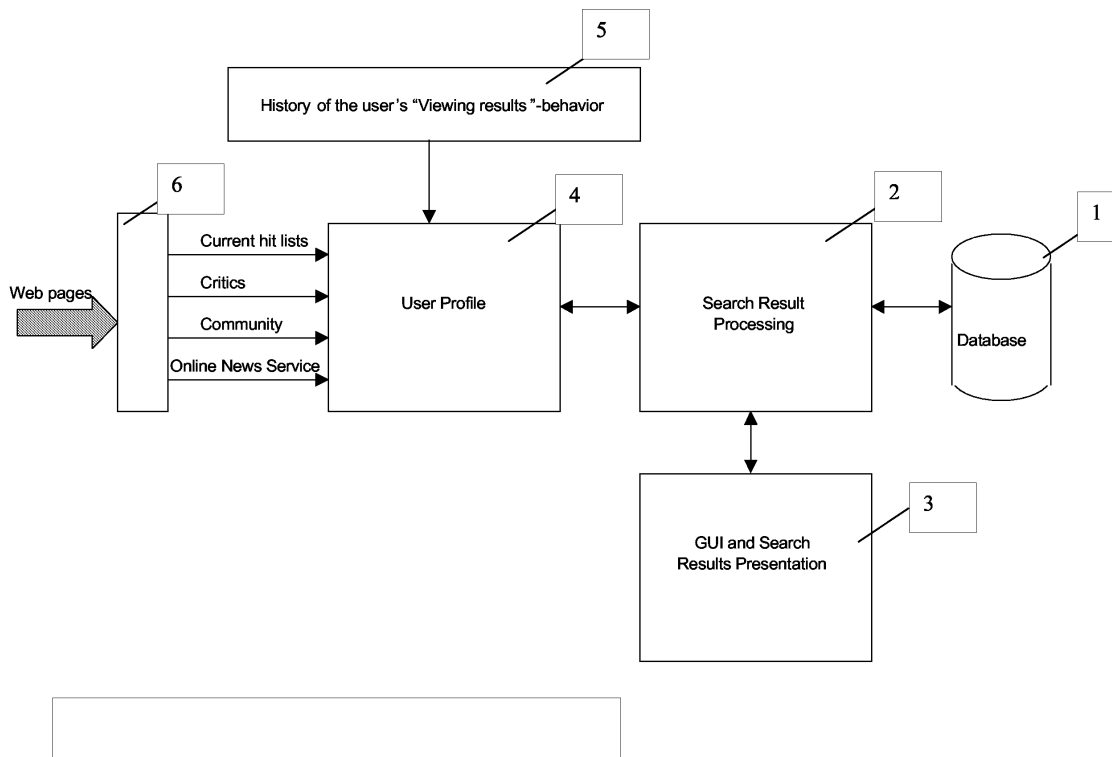 5
History of the user's "Viewing results"-behavior
6
4
2
1
Current hit lists
Web pages
Critics
User Profile
Search Result
Processing
Community
Database
Online News Service
3
GUI and Search
Results Presentation